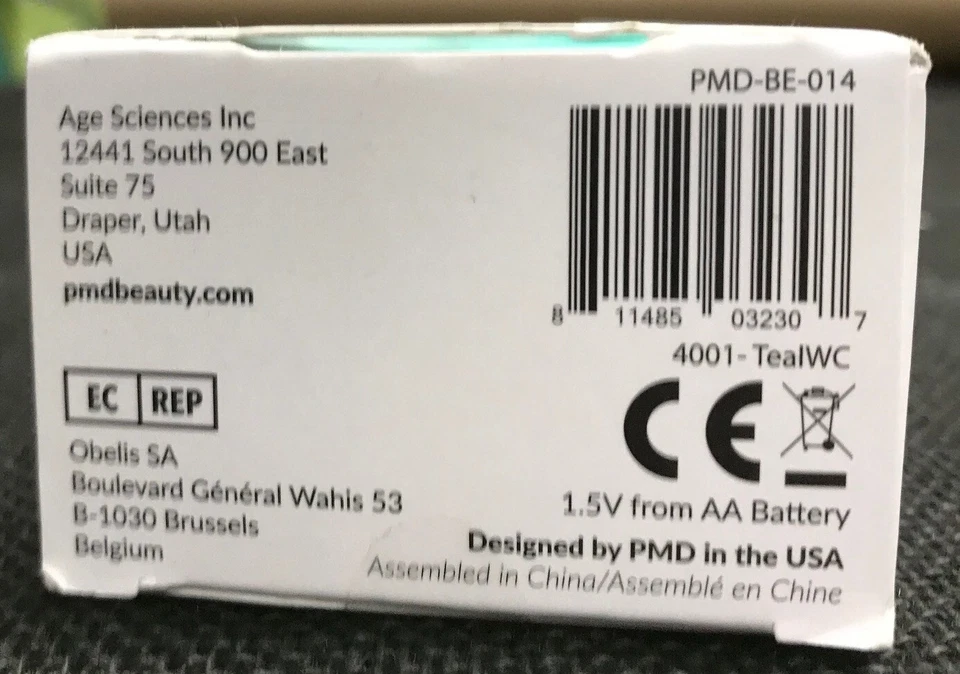 Age Sciences Inc
12441 South 900 East
Suite 75
Draper, Utah
USA
pmdbeauty.com
EC REP
Obelis SA
Boulevard Général Wahis 53
B-1030 Brussels
Belgium
PMD-BE-014
8 11485 03230 7
4001-TealWC
CE
1.5V from AA Battery
Designed by PMD in the USA
Assembled in China/Assemblé en Chine